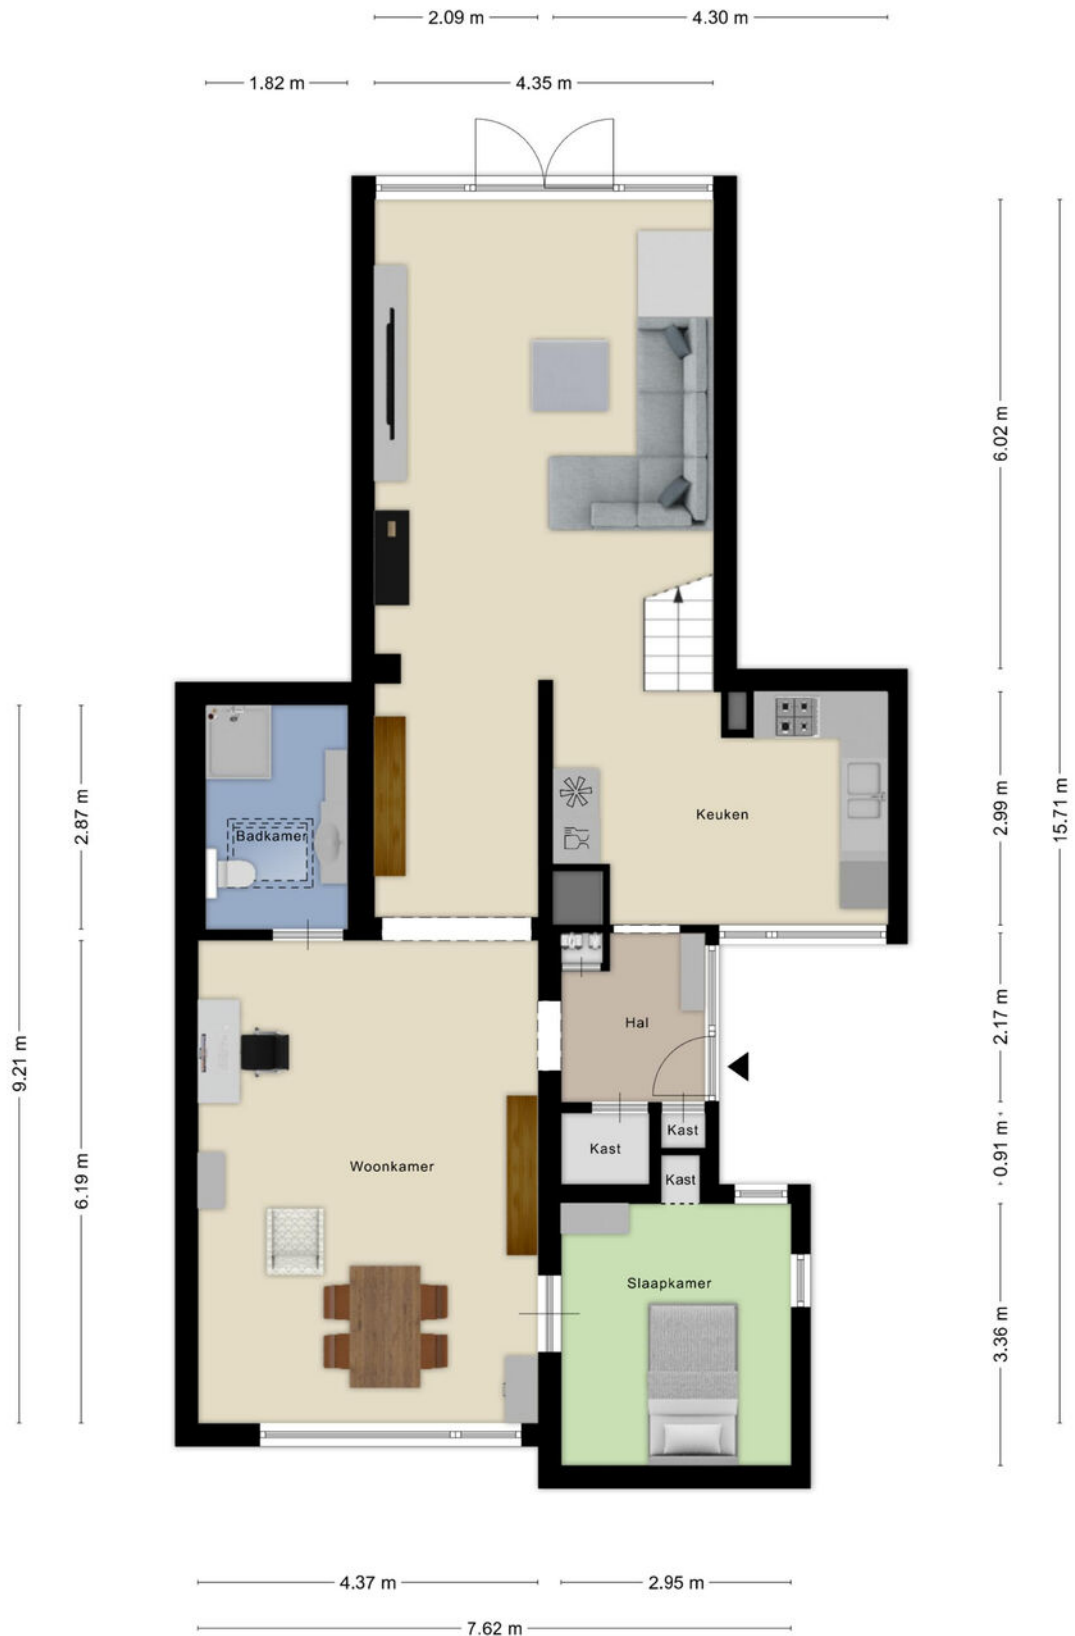 2.09 m
4.30 m
1.82 m
4.35 m
6.02 m
15.71 m
2.87 m
2.99 m
Keuken
Badkamer
9.21 m
Hal
2.17 m
Kast
Kast
0.91 m
Woonkamer
Kast
6.19 m
Slaapkamer
3.36 m
4.37 m
2.95 m
7.62 m